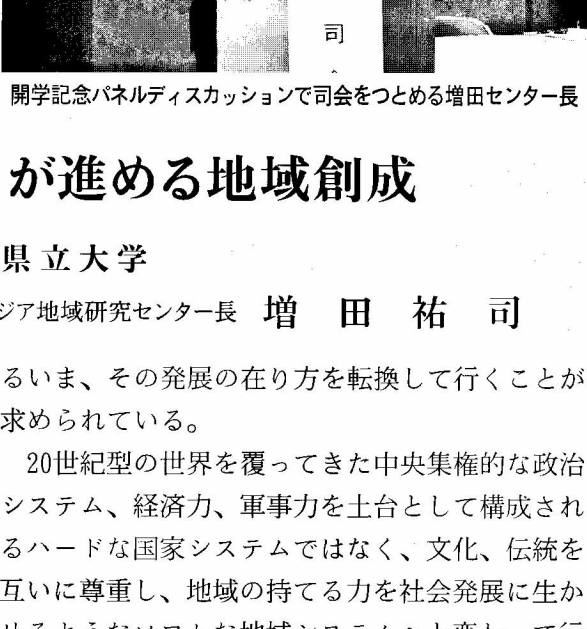 司
開学記念パネルディスカッションで司会をつとめる増田センター長
が進める地域創成
県立大学
ジア地域研究センター長 増田祐司
るいま、その発展の在り方を転換して行くことが
求められている。
20世紀型の世界を覆ってきた中央集権的な政治
システム、経済力、軍事力を土台として構成され
るハードな国家システムではなく、文化、伝統を
互いに尊重し、地域の持てる力を社会発展に生か